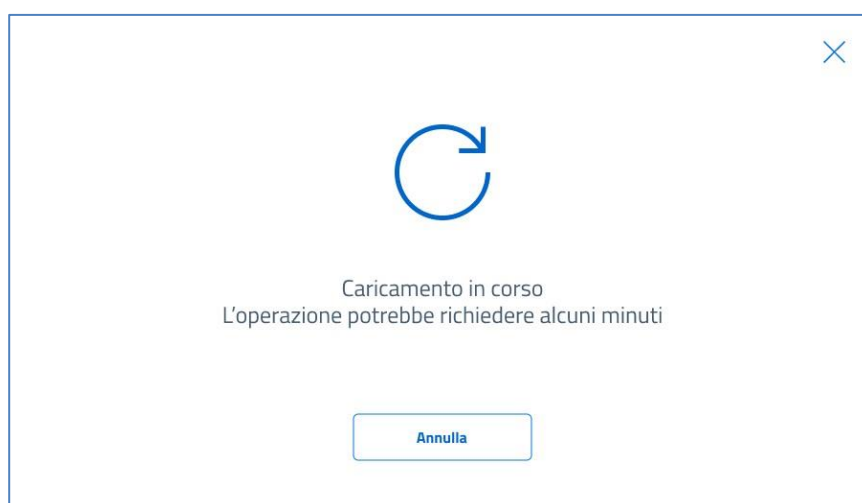 Caricamento in corso
L’operazione potrebbe richiedere alcuni minuti
Annulla